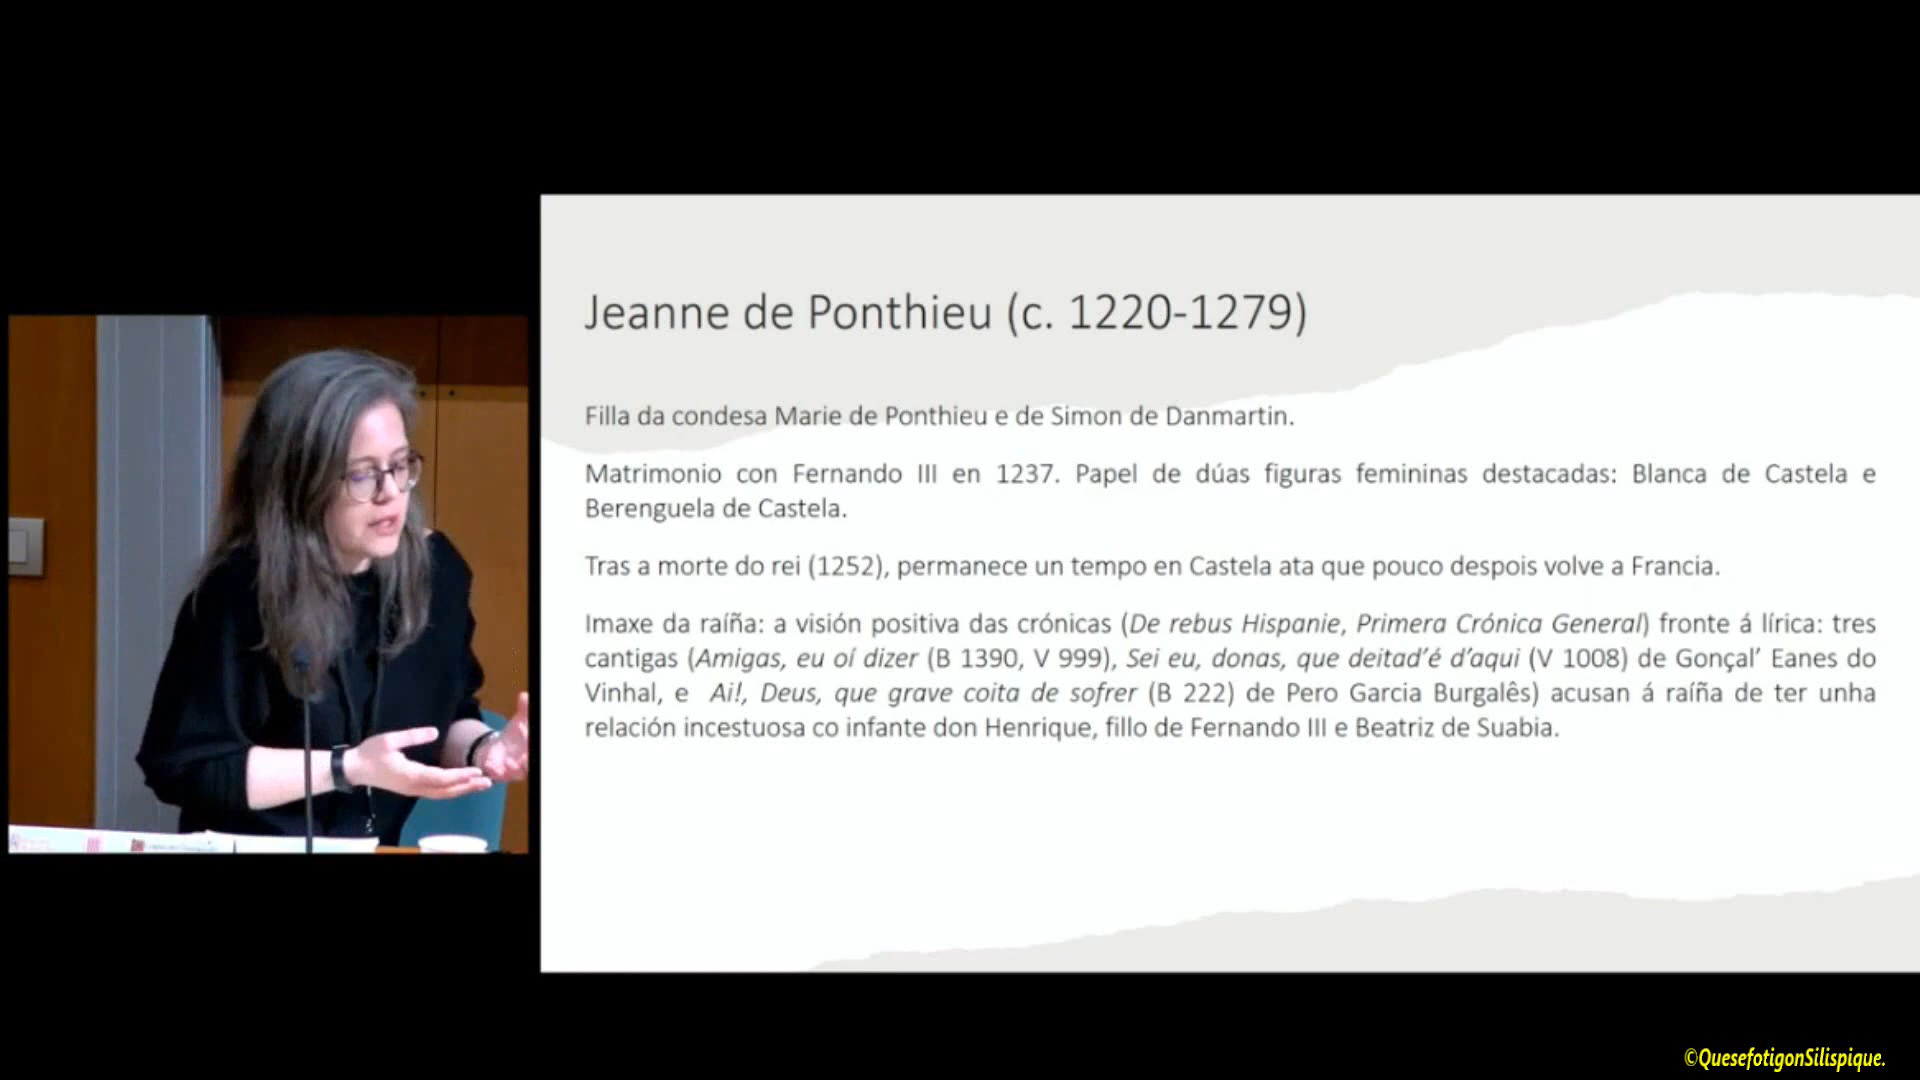 Jeanne de Ponthieu (c. 1220-1279)
Filla da condesa Marie de Ponthieu e de Simon de Danmartin.
Matrimonio con Fernando III en 1237. Papel de dúas figuras femininas destacadas: Blanca de Castela e
Berenguela de Castela.
Tras a morte do rei (1252), permanece un tempo en Castela ata que pouco despois volve a Francia.
Imaxe da raíña: a visión positiva das crónicas (De rebus Hispanie, Primera Crónica General) fronte á lírica: tres
cantigas (Amigas, eu oí dizer (B 1390, V 999), Sei eu, donas, que deitad’é d’aqui (V 1008) de Gonçal’ Eanes do
Vinhal, e Ai!, Deus, que grave coita de sofrer (B 222) de Pero Garcia Burgalês) acusan á raíña de ter unha
relación incestuosa co infante don Henrique, fillo de Fernando III e Beatriz de Suabia.
©QuesefotigonSilispique.